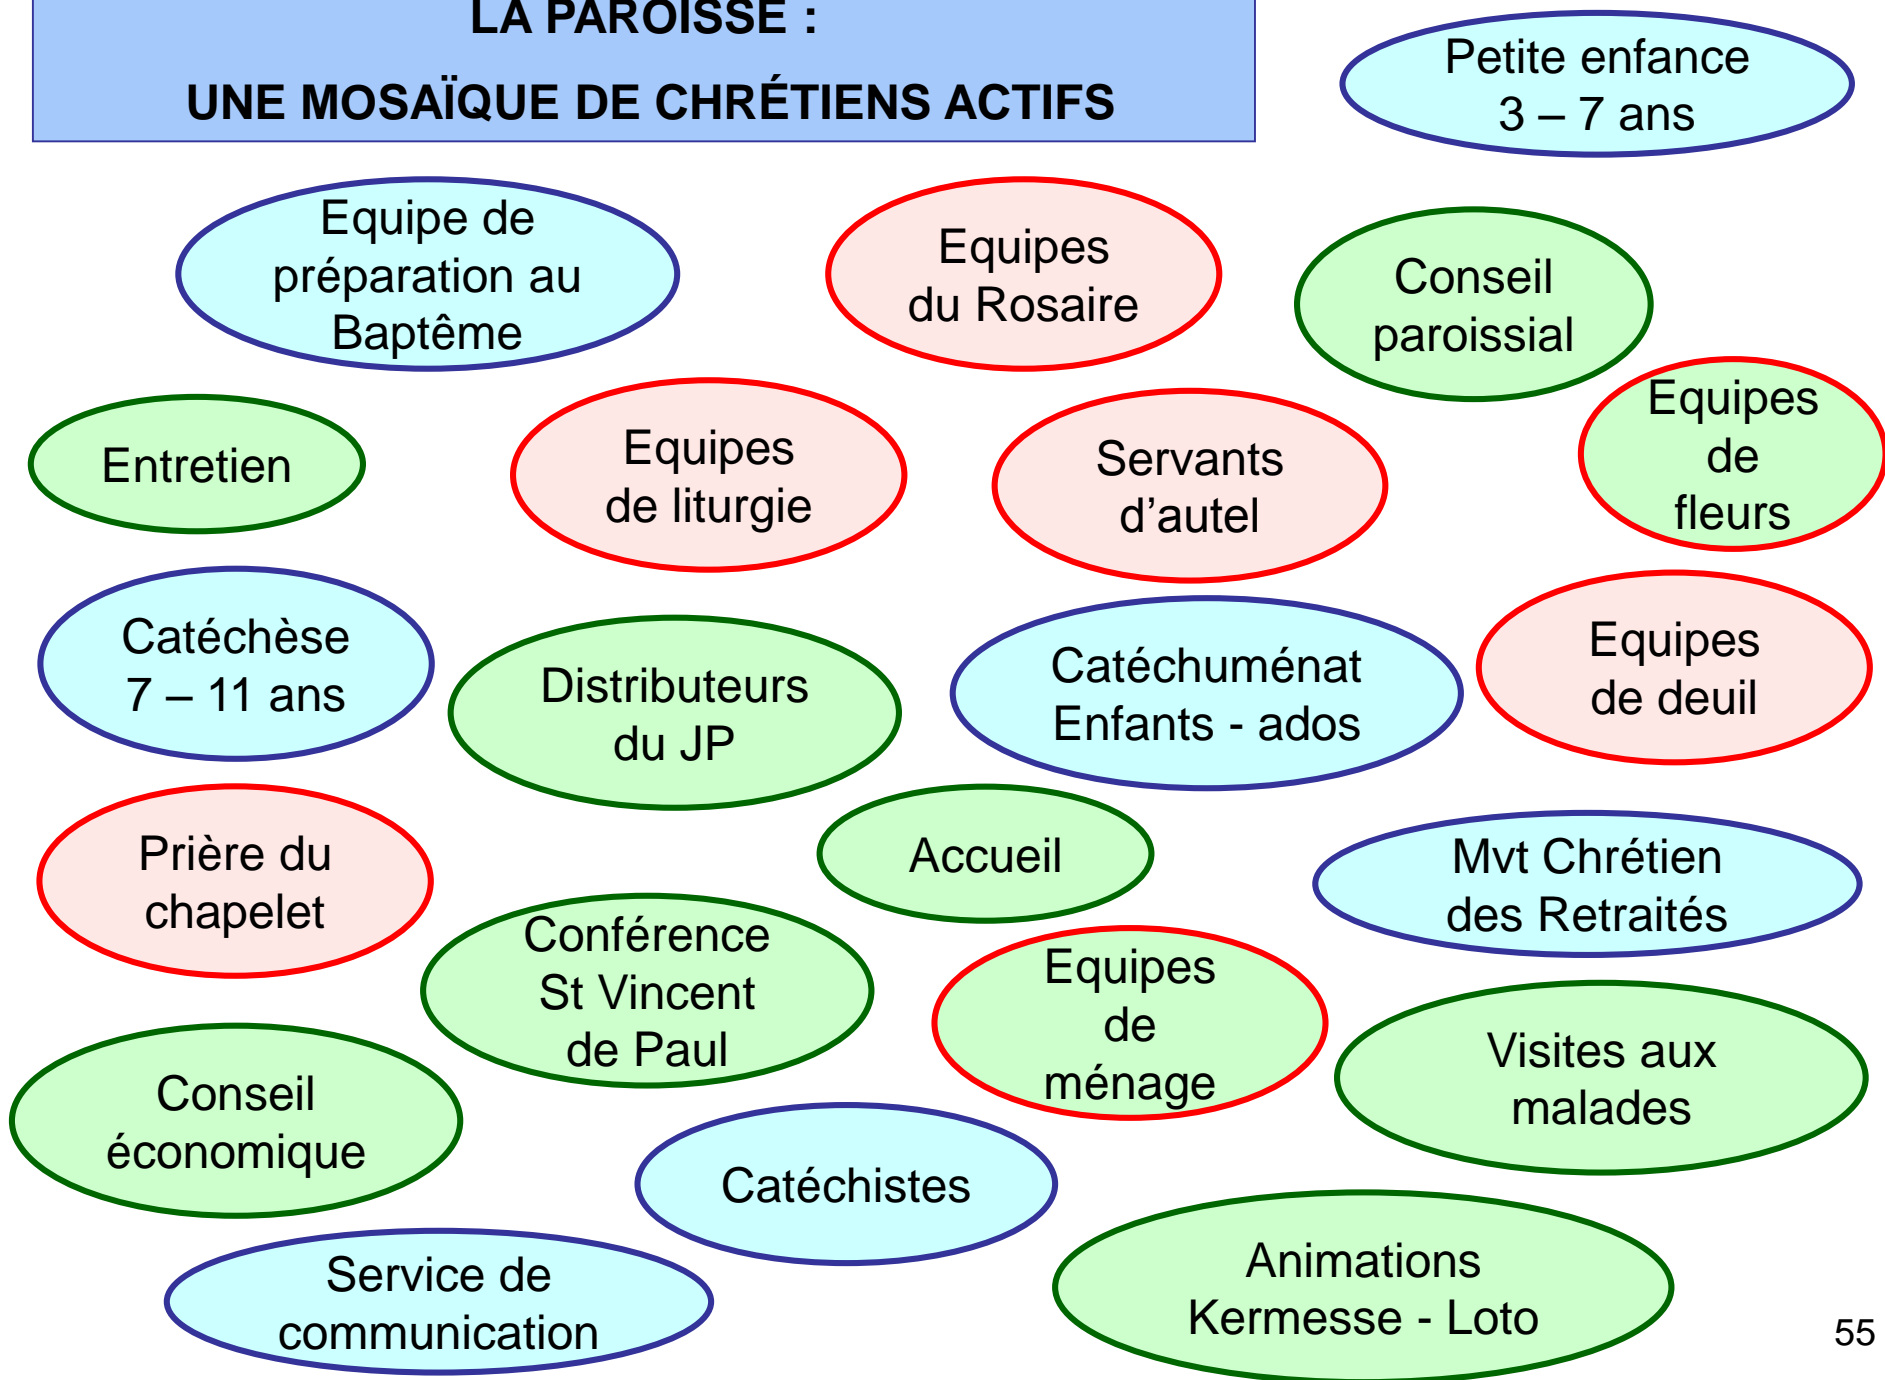 LA PAROISSE :
UNE MOSAÏQUE DE CHRÉTIENS ACTIFS
Petite enfance
3 – 7 ans
Equipe de
préparation au
Baptême
Equipes
du Rosaire
Conseil
paroissial
Equipes
de
fleurs
Entretien
Equipes
de liturgie
Servants
d’autel
Catéchèse
7 – 11 ans
Distributeurs
du JP
Catéchuménat
Enfants - ados
Equipes
de deuil
Prière du
chapelet
Accueil
Mvt Chrétien
des Retraités
Conférence
St Vincent
de Paul
Equipes
de
ménage
Visites aux
malades
Conseil
économique
Catéchistes
Service de
communication
Animations
Kermesse - Loto
55